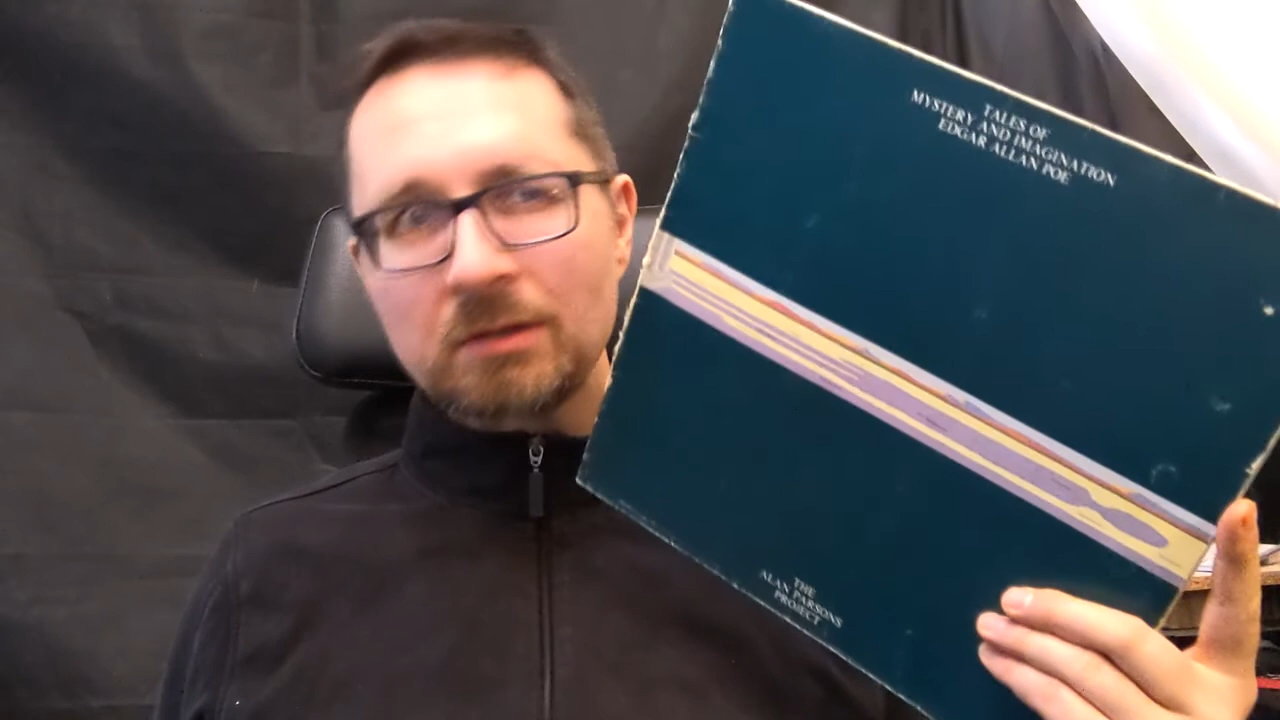 TALES OF
MYSTERY AND IMAGINATION
EDGAR ALLAN POE
THE
ALAN PARSONS
PROJECT